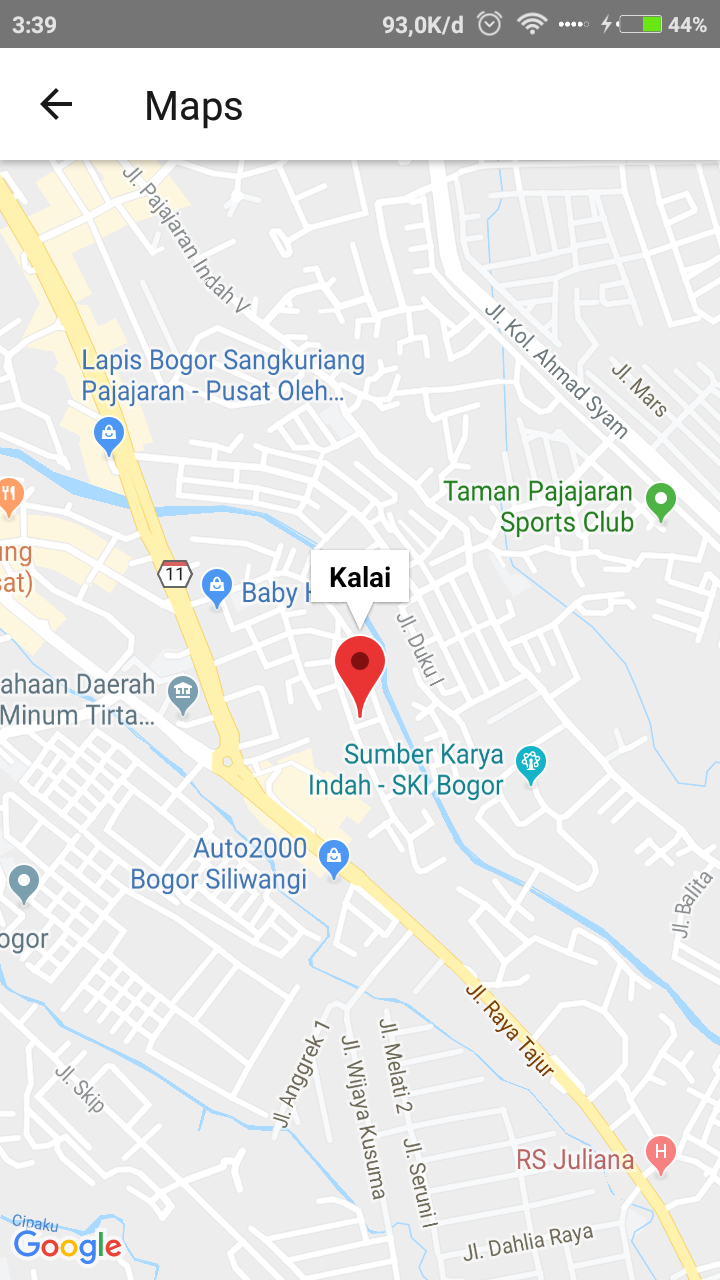 3:39
93,0K/d
44%
Maps
Jl. Pajajaran Indah V
Jl. Kol. Ahmad Syam
Lapis Bogor Sangkuriang
Pajajaran - Pusat Oleh...
Jl. Mars
Taman Pajajaran
Sports Club
ung
sat)
11
Baby
Kalai
Jl. Duku I
ahaan Daerah
Minum Tirta...
Sumber Karya
Indah - SKI Bogor
Auto2000
Bogor Siliwangi
Jl. Balita
ogor
Jl. Raya Tajur
Jl. Anggrek 1
Jl. Wijaya Kusuma
Jl. Melati 2
Jl. Skip
Jl. Seruni I
RS Juliana
H
Cipaku
Google
Jl. Dahlia Raya